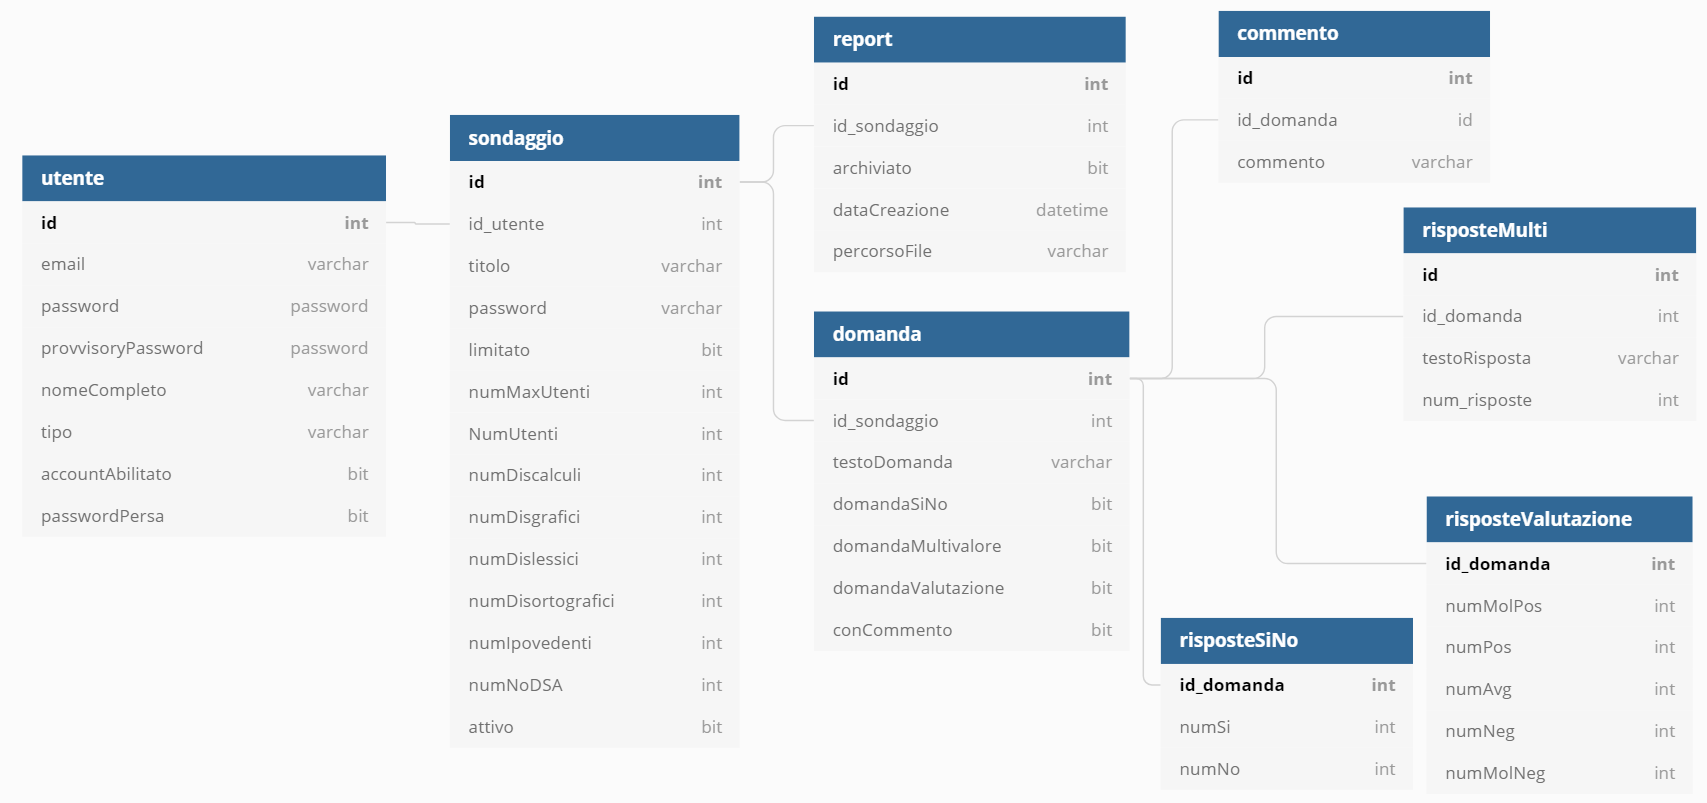 utente
id int
email varchar
password password
provvisoryPassword password
nomeCompleto varchar
tipo varchar
accountAbilitato bit
passwordPersa bit
sondaggio
id int
id_utente int
titolo varchar
password varchar
limitato bit
numMaxUtenti int
NumUtenti int
numDiscalculi int
numDisgrafici int
numDislessici int
numDisortografici int
numIpovedenti int
numNoDSA int
attivo bit
report
id int
id_sondaggio int
archiviato bit
dataCreazione datetime
percorsoFile varchar
domanda
id int
id_sondaggio int
testoDomanda varchar
domandaSiNo bit
domandaMultivalore bit
domandaValutazione bit
conCommento bit
commento
id int
id_domanda id
commento varchar
risposteMulti
id int
id_domanda int
testoRisposta varchar
num_risposte int
risposteSiNo
id_domanda int
numSi int
numNo int
risposteValutazione
id_domanda int
numMolPos int
numPos int
numAvg int
numNeg int
numMolNeg int